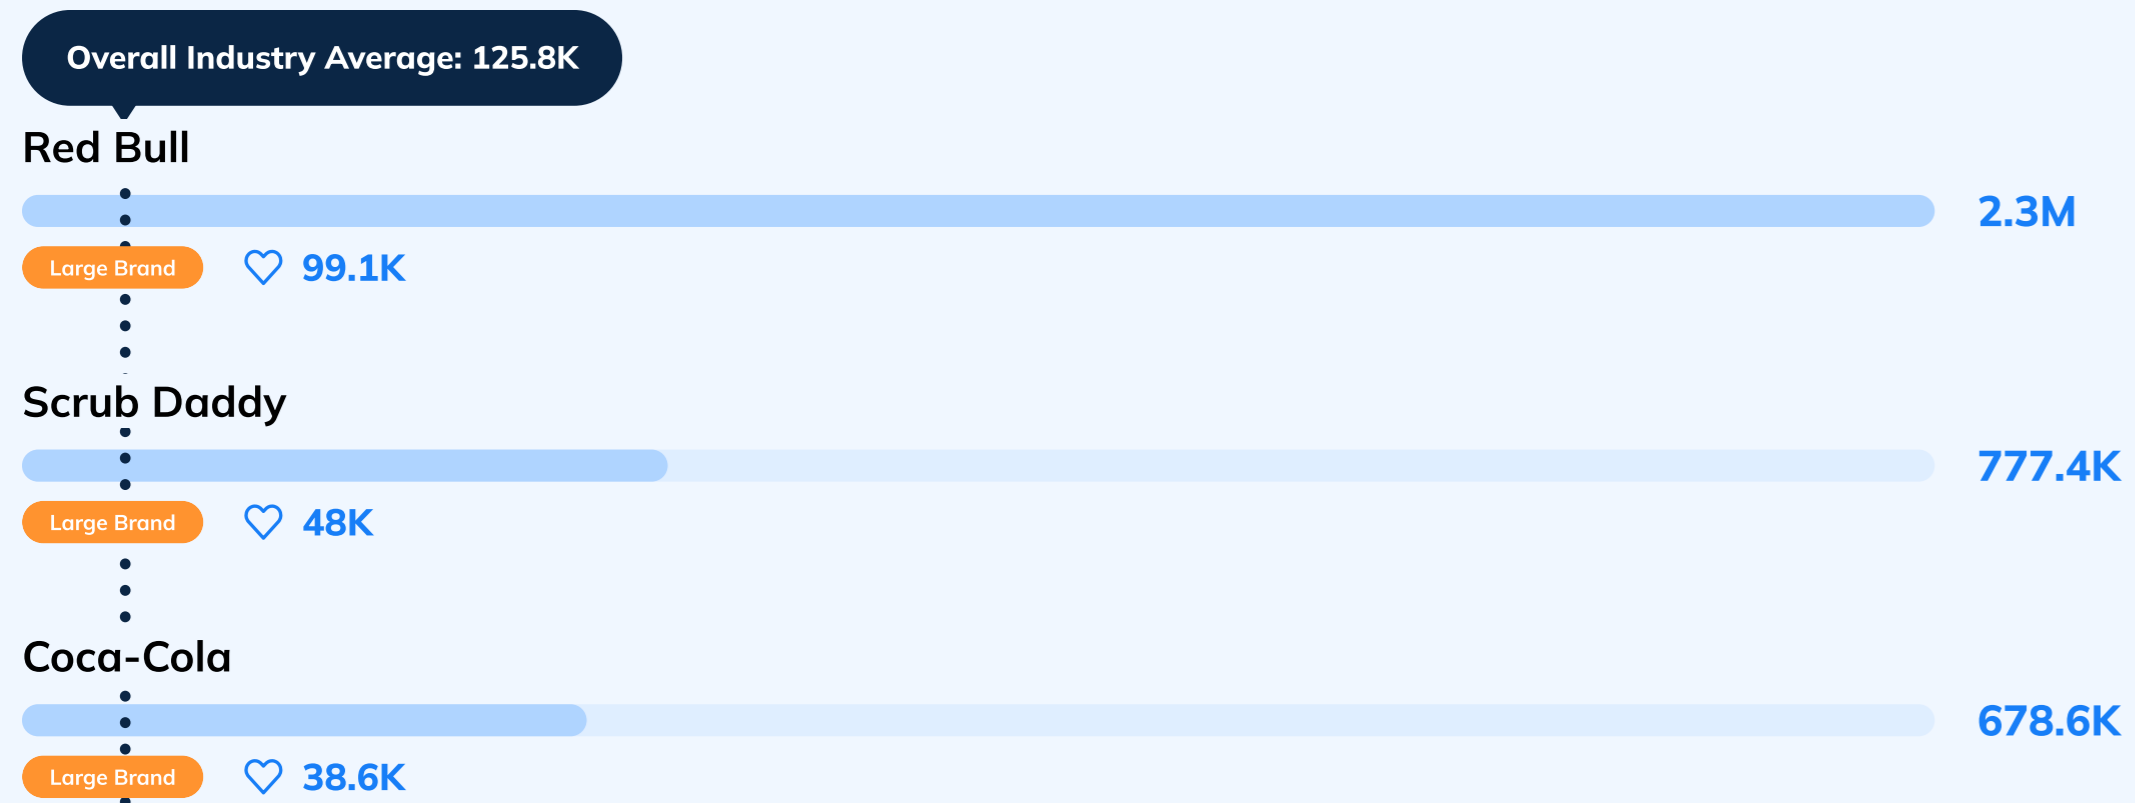 Overall Industry Average: 125.8K
Red Bull
2.3M
Large Brand 99.1K
Scrub Daddy
777.4K
Large Brand 48K
Coca-Cola
678.6K
Large Brand 38.6K